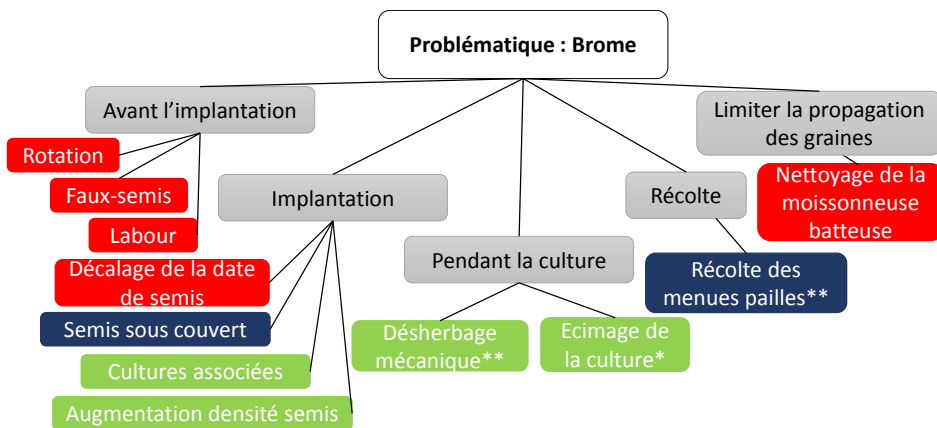 Problématique : Brome
Avant l'implantation
Rotation
Faux-semis
Labour
Implantation
Décalage de la date
de semis
Semis sous couvert
Cultures associées
Augmentation densité semis
Pendant la culture
Désherbage
mécanique**
Ecimage de
la culture*
Récolte
Récolte des
menues pailles**
Limiter la propagation
des graines
Nettoyage de la
moissonneuse
batteuse